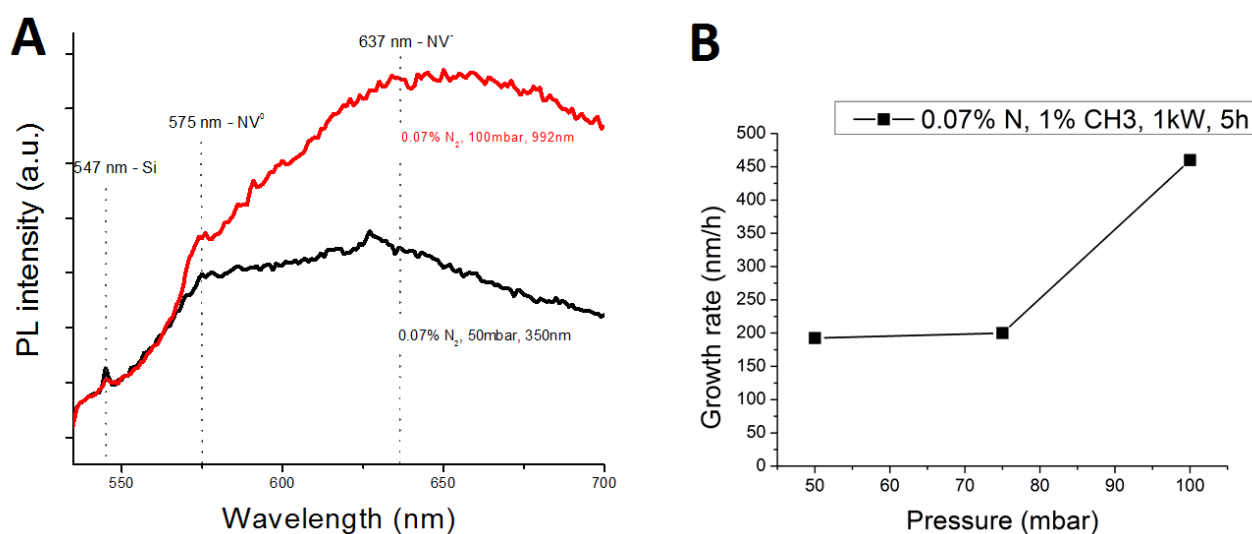 A
637 nm - NV⁻
575 nm - NV⁰
0.07% N₂, 100mbar, 992nm
547 nm - Si
0.07% N₂, 50mbar, 350nm
PL intensity (a.u.)
550
600
650
700
Wavelength (nm)
B
0.07% N, 1% CH3, 1kW, 5h
500
450
400
350
300
250
200
150
100
50
0
Growth rate (nm/h)
50 60 70 80 90 100
Pressure (mbar)